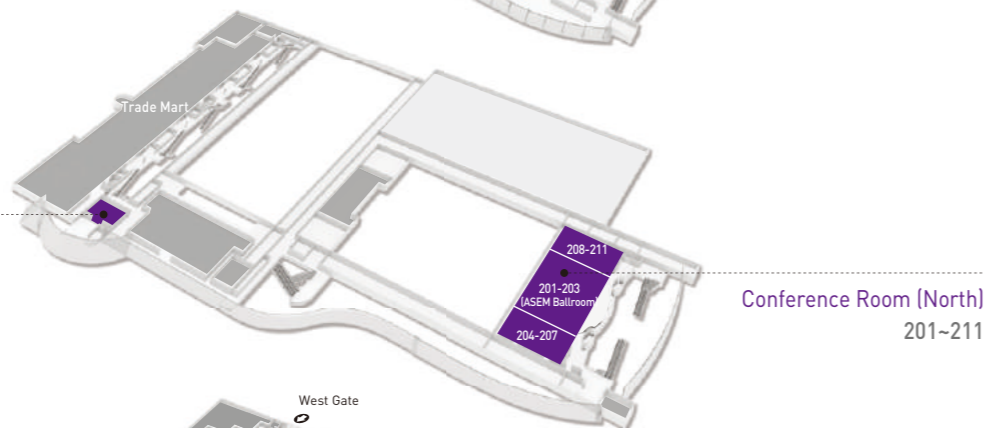 Trade Mart
208-211
201-203
(ASEM Ballroom)
204-207
Conference Room (North)
201~211
West Gate